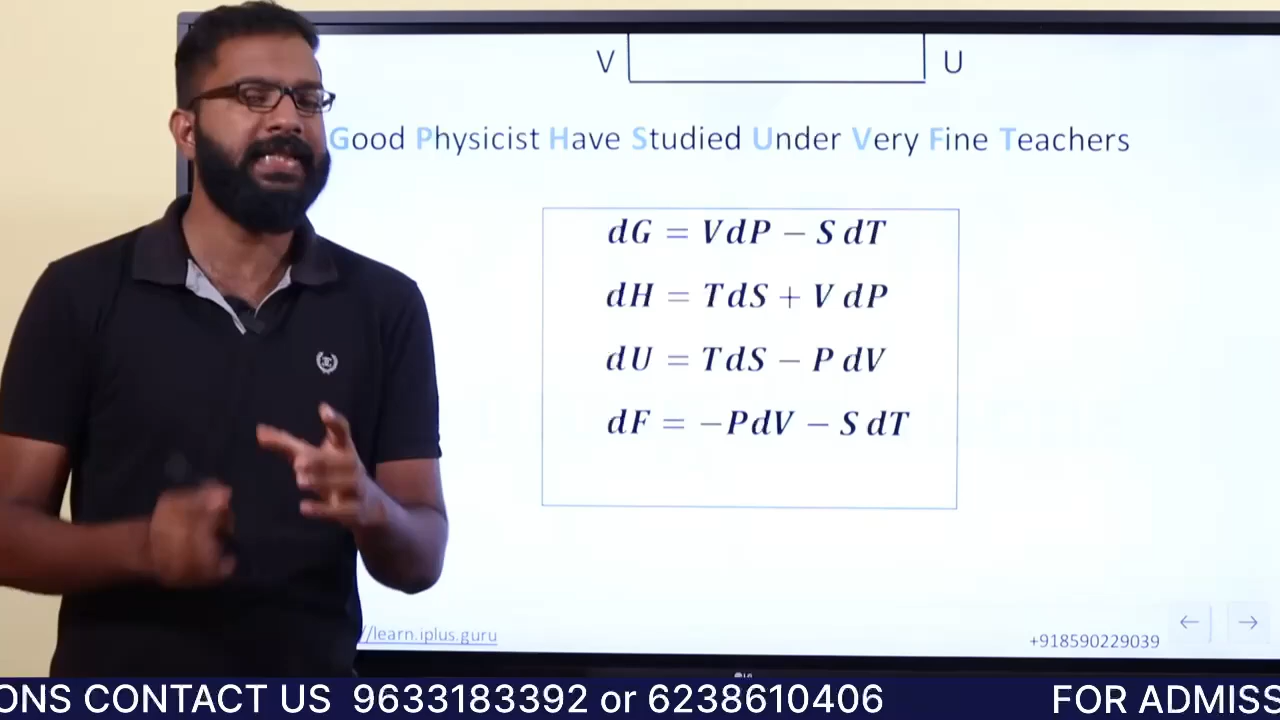 V U
Good Physicist Have Studied Under Very Fine Teachers
dG = VdP − S dT
dH = TdS + V dP
dU = TdS − P dV
dF = −PdV − S dT
//learn.iplus.guru
+918590229039
ONS CONTACT US 9633183392 or 6238610406 FOR ADMISS